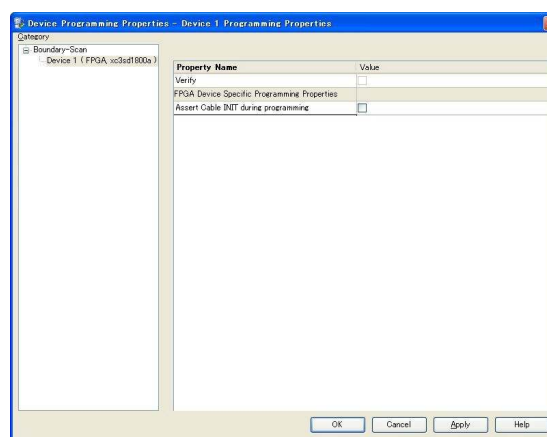 Device Programming Properties - Device 1 Programming Properties
Category
Boundary-Scan
Device 1 ( FPGA, xc3sd1800a )
Property Name Value
Verify
FPGA Device Specific Programming Properties
Assert Cable INIT during programming
OK Cancel Apply Help